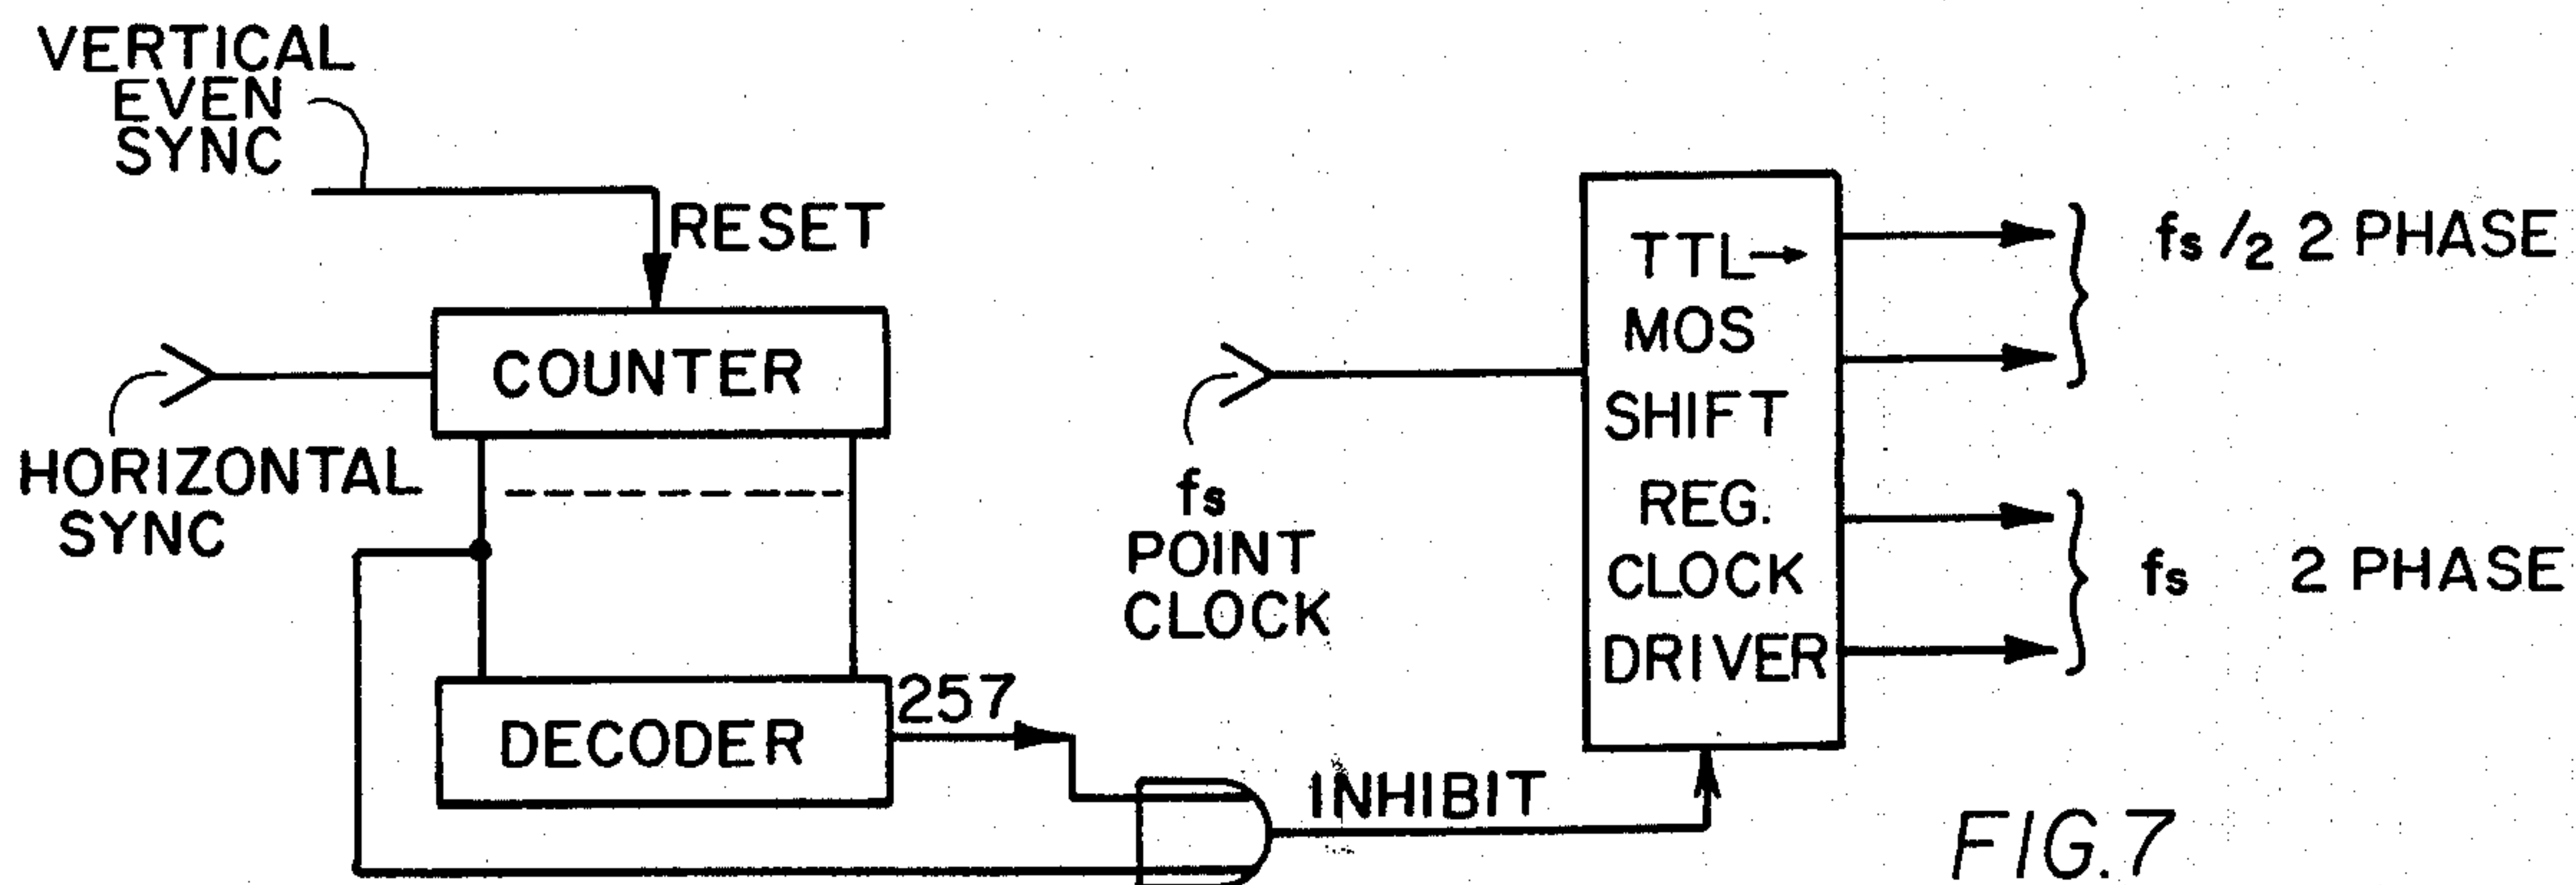 VERTICAL
EVEN
SYNC
RESET
COUNTER
HORIZONTAL
SYNC
DECODER
257
INHIBIT
fs
POINT
CLOCK
TTL→
MOS
SHIFT
REG.
CLOCK
DRIVER
fs/2 2 PHASE
fs 2 PHASE
FIG.7